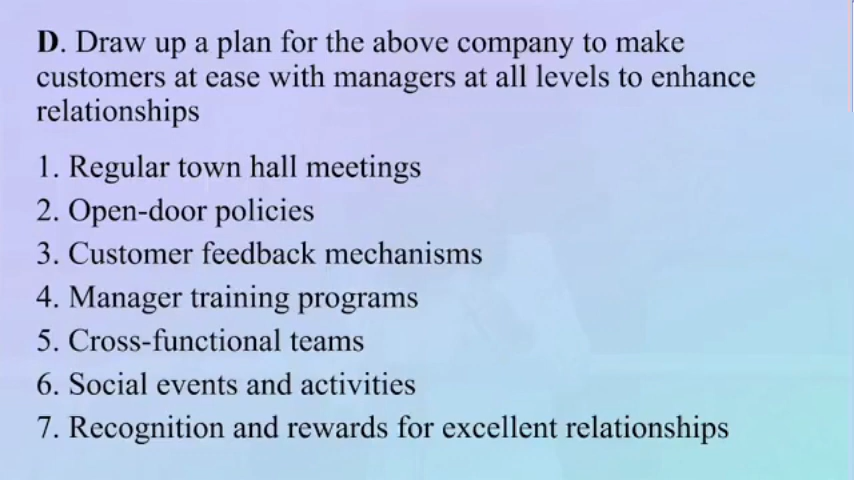 D. Draw up a plan for the above company to make
customers at ease with managers at all levels to enhance
relationships
1. Regular town hall meetings
2. Open-door policies
3. Customer feedback mechanisms
4. Manager training programs
5. Cross-functional teams
6. Social events and activities
7. Recognition and rewards for excellent relationships